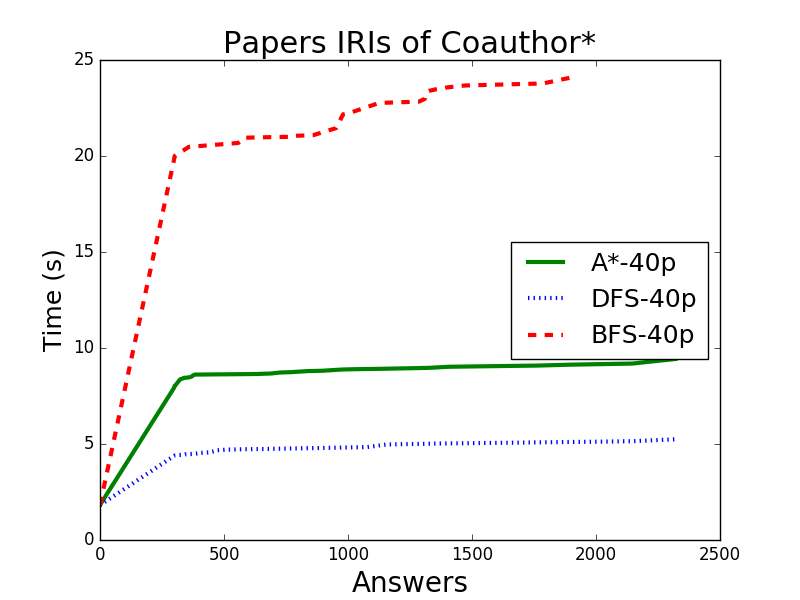 Papers IRIs of Coauthor*
25
20
15
10
5
0
Time (s)
A*-40p
DFS-40p
BFS-40p
0 500 1000 1500 2000 2500
Answers